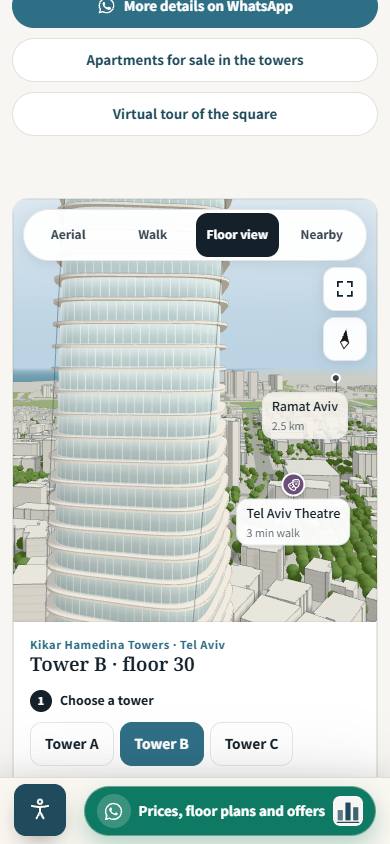 More details on WhatsApp
Apartments for sale in the towers
Virtual tour of the square
Aerial
Walk
Floor view
Nearby
Ramat Aviv
2.5 km
Tel Aviv Theatre
3 min walk
Kikar Hamedina Towers · Tel Aviv
Tower B · floor 30
1 Choose a tower
Tower A
Tower B
Tower C
Prices, floor plans and offers